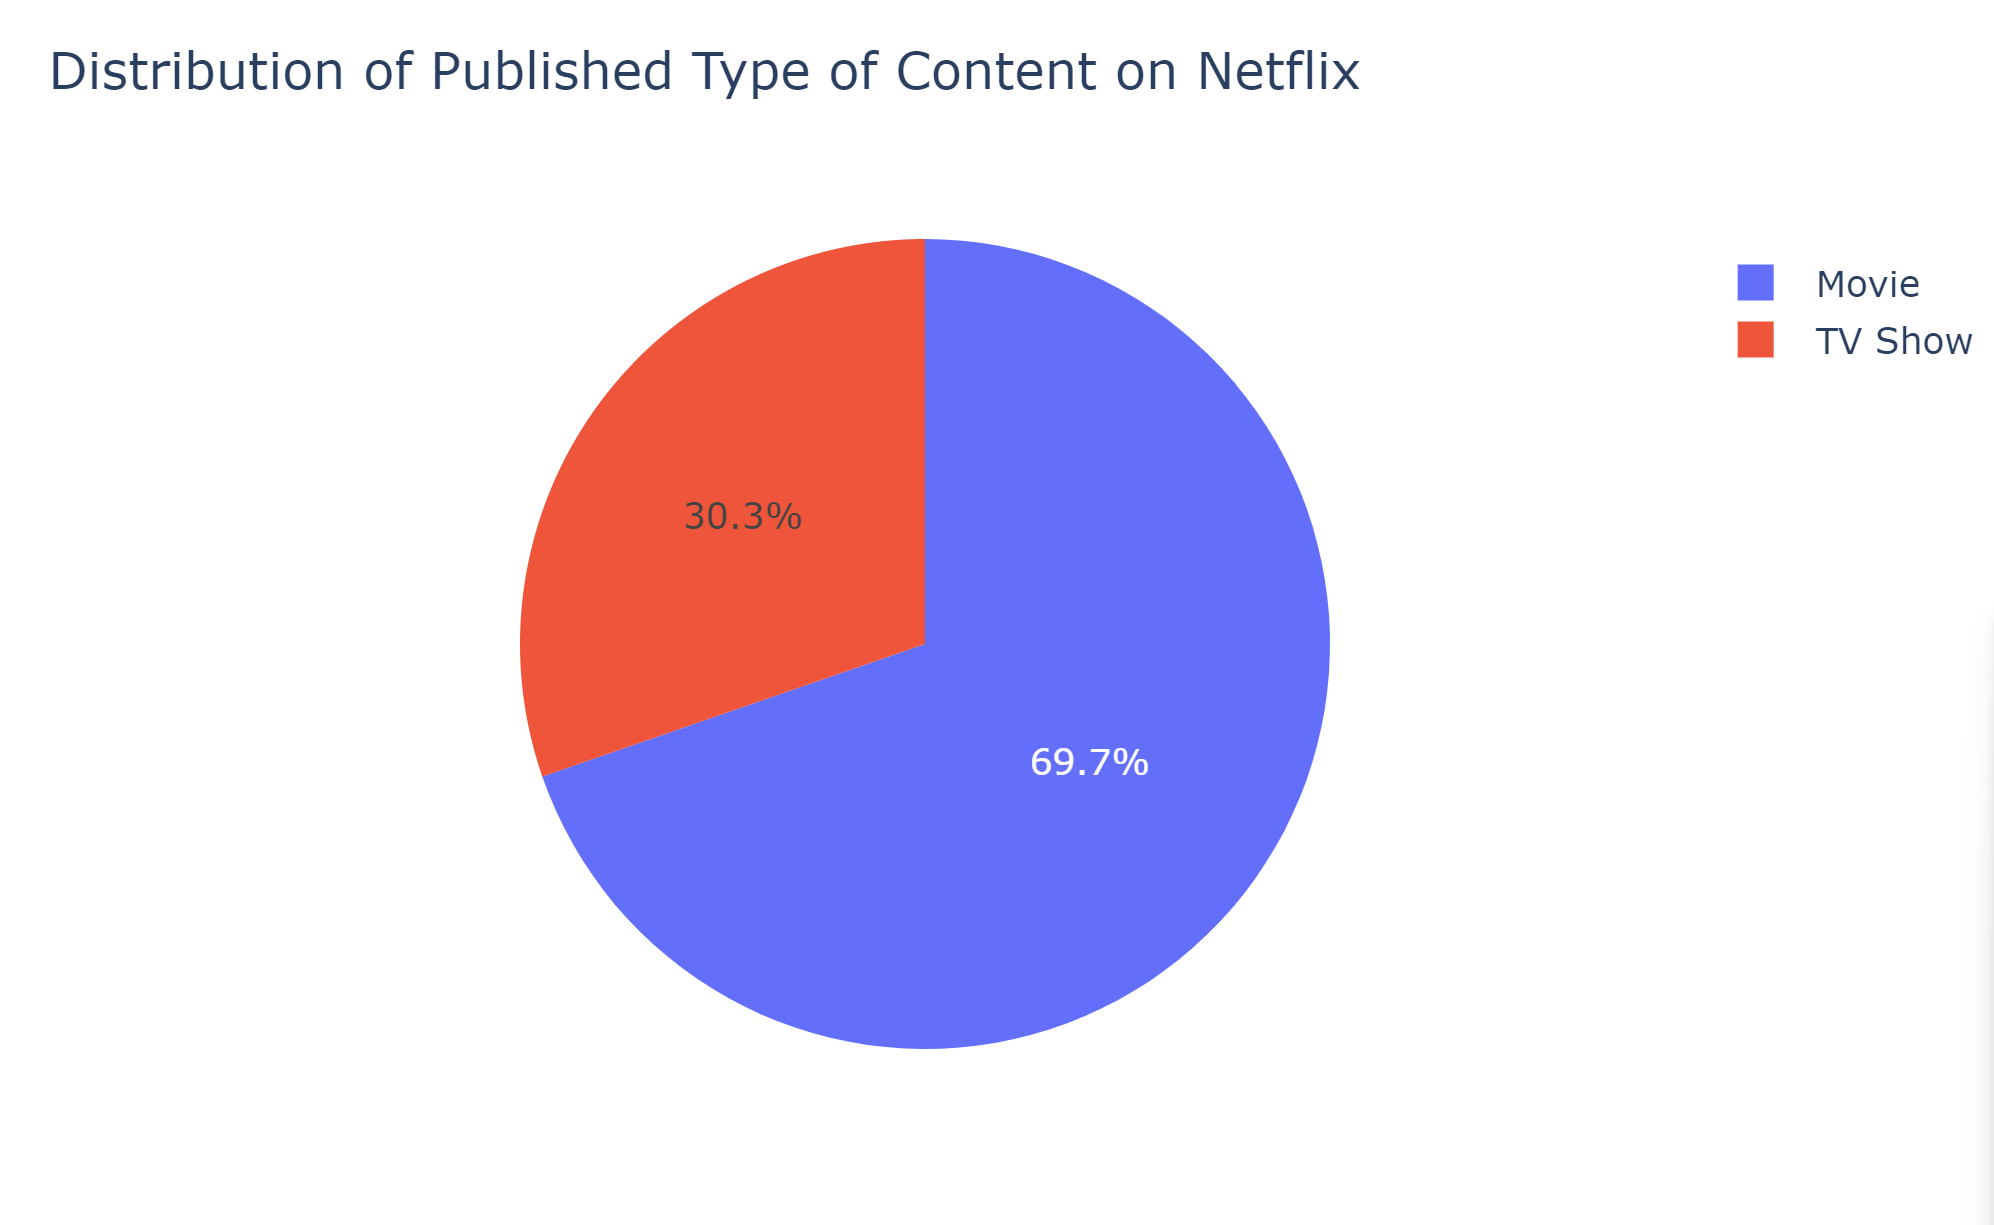 Distribution of Published Type of Content on Netflix
Movie
TV Show
30.3%
69.7%